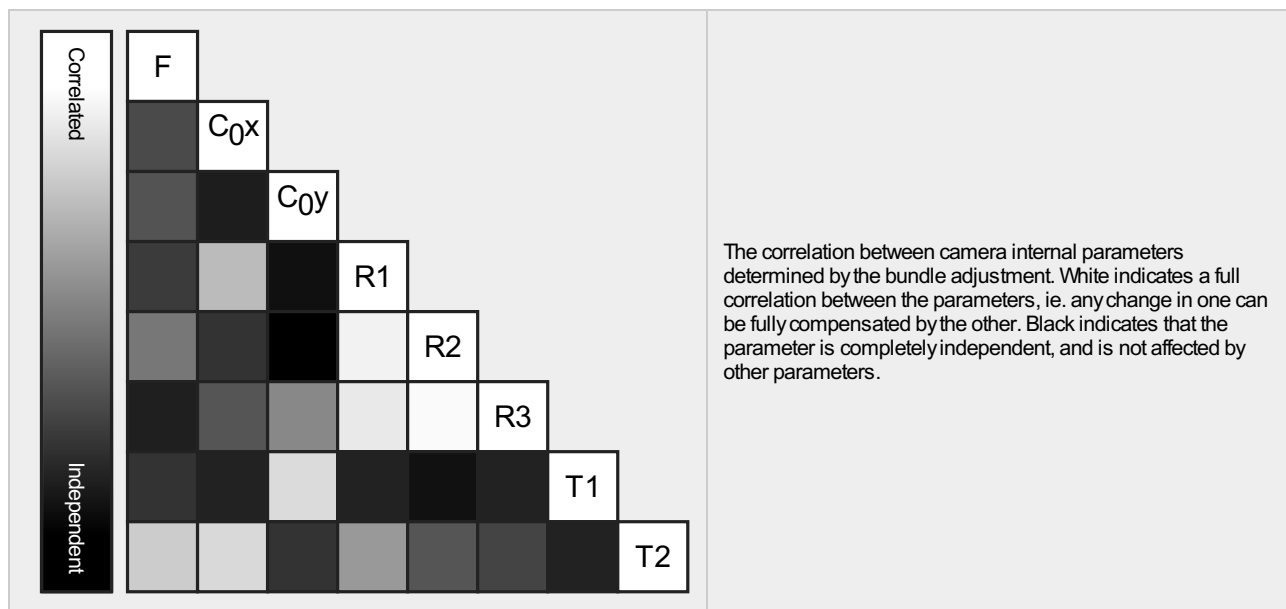 Correlated
Independent
F
C0x
C0y
R1
R2
R3
T1
T2
The correlation between camera internal parameters
determined by the bundle adjustment. White indicates a full
correlation between the parameters, ie. any change in one can
be fully compensated by the other. Black indicates that the
parameter is completely independent, and is not affected by
other parameters.